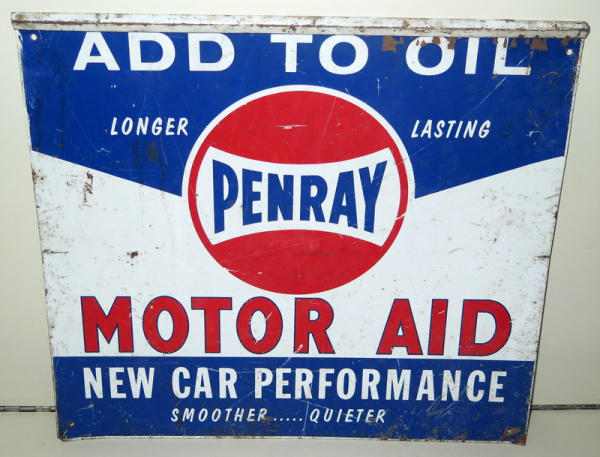 ADD TO OIL
LONGER LASTING
PENRAY
MOTOR AID
NEW CAR PERFORMANCE
SMOOTHER.....QUIETER